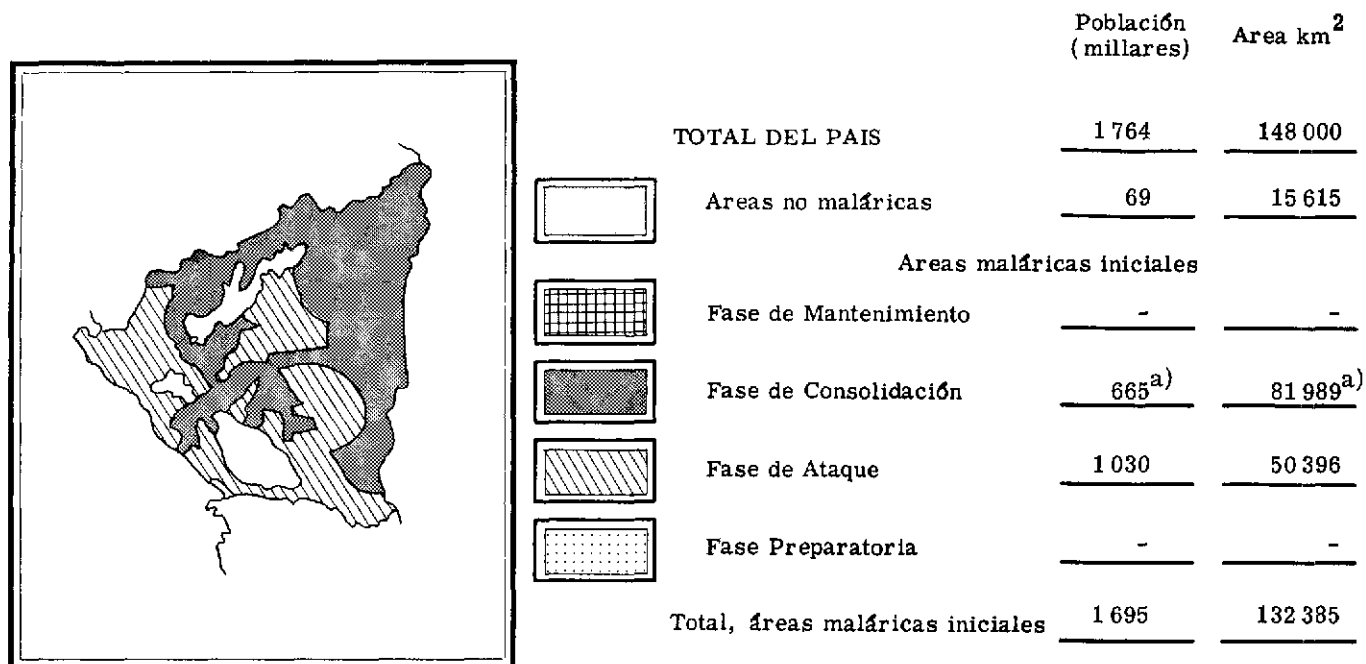 Población
(millares)
Area km2
TOTAL DEL PAIS 1 764 148 000
Areas no maláricas 69 15 615
Areas maláricas iniciales
Fase de Mantenimiento - -
Fase de Consolidación 665a) 81 989a)
Fase de Ataque 1 030 50 396
Fase Preparatoria - -
Total, áreas maláricas iniciales 1 695 132 385